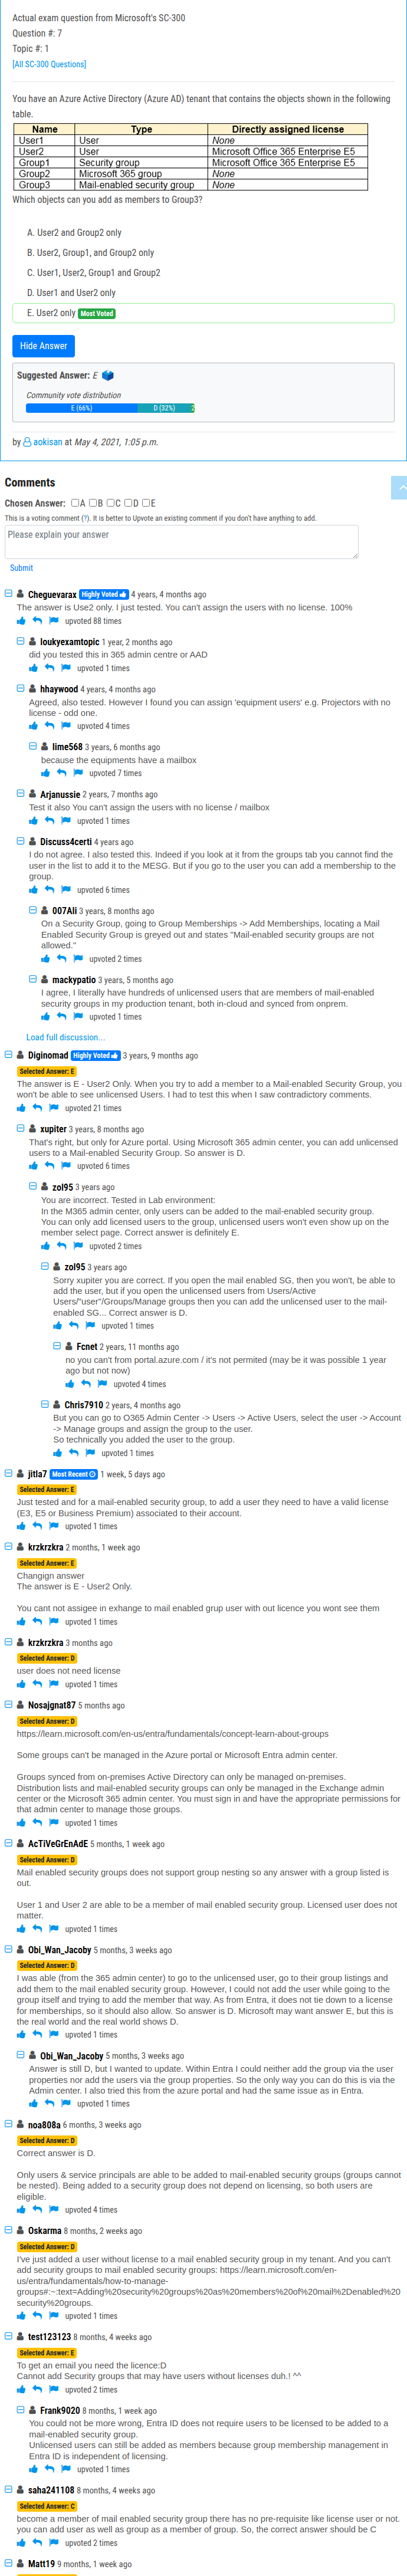 Actual exam question from Microsoft's SC-300
Question #: 7
Topic #: 1
[All SC-300 Questions]
You have an Azure Active Directory (Azure AD) tenant that contains the objects shown in the following
table.
Name Type Directly assigned license
User1 User None
User2 User Microsoft Office 365 Enterprise E5
Group1 Security group Microsoft Office 365 Enterprise E5
Group2 Microsoft 365 group None
Group3 Mail-enabled security group None
Which objects can you add as members to Group3?
A. User2 and Group2 only
B. User2, Group1, and Group2 only
C. User1, User2, Group1 and Group2
D. User1 and User2 only
E. User2 only Most Voted
Hide Answer
Suggested Answer: E
Community vote distribution
E (66%) D (32%) 2
by aokisan at May 4, 2021, 1:05 p.m.
Comments
Chosen Answer: A B C D E
This is a voting comment (?). It is better to Upvote an existing comment if you don't have anything to add.
Please explain your answer
Submit
Cheguevarax Highly Voted 4 years, 4 months ago
The answer is Use2 only. I just tested. You can't assign the users with no license. 100%
upvoted 88 times
loukyexamtopic 1 year, 2 months ago
did you tested this in 365 admin centre or AAD
upvoted 1 times
hhaywood 4 years, 4 months ago
Agreed, also tested. However I found you can assign 'equipment users' e.g. Projectors with no
license - odd one.
upvoted 4 times
lime568 3 years, 6 months ago
because the equipments have a mailbox
upvoted 7 times
Arjanussie 2 years, 7 months ago
Test it also You can't assign the users with no license / mailbox
upvoted 1 times
Discuss4certi 4 years ago
I do not agree. I also tested this. Indeed if you look at it from the groups tab you cannot find the
user in the list to add it to the MESG. But if you go to the user you can add a membership to the
group.
upvoted 6 times
007Ali 3 years, 8 months ago
On a Security Group, going to Group Memberships -> Add Memberships, locating a Mail
Enabled Security Group is greyed out and states "Mail-enabled security groups are not
allowed."
upvoted 2 times
mackypatio 3 years, 5 months ago
I agree, I literally have hundreds of unlicensed users that are members of mail-enabled
security groups in my production tenant, both in-cloud and synced from onprem.
upvoted 1 times
Load full discussion...
Diginomad Highly Voted 3 years, 9 months ago
Selected Answer: E
The answer is E - User2 Only. When you try to add a member to a Mail-enabled Security Group, you
won't be able to see unlicensed Users. I had to test this when I saw contradictory comments.
upvoted 21 times
xupiter 3 years, 8 months ago
That's right, but only for Azure portal. Using Microsoft 365 admin center, you can add unlicensed
users to a Mail-enabled Security Group. So answer is D.
upvoted 6 times
zol95 3 years ago
You are incorrect. Tested in Lab environment:
In the M365 admin center, only users can be added to the mail-enabled security group.
You can only add licensed users to the group, unlicensed users won't even show up on the
member select page. Correct answer is definitely E.
upvoted 2 times
zol95 3 years ago
Sorry xupiter you are correct. If you open the mail enabled SG, then you won't, be able to
add the user, but if you open the unlicensed users from Users/Active
Users/"user"/Groups/Manage groups then you can add the unlicensed user to the mail-
enabled SG... Correct answer is D.
upvoted 1 times
Fcnet 2 years, 11 months ago
no you can't from portal.azure.com / it's not permited (may be it was possible 1 year
ago but not now)
upvoted 4 times
Chris7910 2 years, 4 months ago
But you can go to O365 Admin Center -> Users -> Active Users, select the user -> Account
-> Manage groups and assign the group to the user.
So technically you added the user to the group.
upvoted 1 times
jitla7 Most Recent 1 week, 5 days ago
Selected Answer: E
Just tested and for a mail-enabled security group, to add a user they need to have a valid license
(E3, E5 or Business Premium) associated to their account.
upvoted 1 times
krzkrzkra 2 months, 1 week ago
Selected Answer: E
Changign answer
The answer is E - User2 Only.
You cant not assigee in exhange to mail enabled grup user with out licence you wont see them
upvoted 1 times
krzkrzkra 3 months ago
Selected Answer: D
user does not need license
upvoted 1 times
Nosajgnat87 5 months ago
Selected Answer: D
https://learn.microsoft.com/en-us/entra/fundamentals/concept-learn-about-groups
Some groups can't be managed in the Azure portal or Microsoft Entra admin center.
Groups synced from on-premises Active Directory can only be managed on-premises.
Distribution lists and mail-enabled security groups can only be managed in the Exchange admin
center or the Microsoft 365 admin center. You must sign in and have the appropriate permissions for
that admin center to manage those groups.
upvoted 1 times
AcTiVeGrEnAdE 5 months, 1 week ago
Selected Answer: D
Mail enabled security groups does not support group nesting so any answer with a group listed is
out.
User 1 and User 2 are able to be a member of mail enabled security group. Licensed user does not
matter.
upvoted 1 times
Obi_Wan_Jacoby 5 months, 3 weeks ago
Selected Answer: D
I was able (from the 365 admin center) to go to the unlicensed user, go to their group listings and
add them to the mail enabled security group. However, I could not add the user while going to the
group itself and trying to add the member that way. As from Entra, it does not tie down to a license
for memberships, so it should also allow. So answer is D. Microsoft may want answer E, but this is
the real world and the real world shows D.
upvoted 1 times
Obi_Wan_Jacoby 5 months, 3 weeks ago
Answer is still D, but I wanted to update. Within Entra I could neither add the group via the user
properties nor add the users via the group properties. So the only way you can do this is via the
Admin center. I also tried this from the azure portal and had the same issue as in Entra.
upvoted 1 times
noa808a 6 months, 3 weeks ago
Selected Answer: D
Correct answer is D.
Only users & service principals are able to be added to mail-enabled security groups (groups cannot
be nested). Being added to a security group does not depend on licensing, so both users are
eligible.
upvoted 4 times
Oskarma 8 months, 2 weeks ago
Selected Answer: D
I've just added a user without license to a mail enabled security group in my tenant. And you can't
add security groups to mail enabled security groups: https://learn.microsoft.com/en-
us/entra/fundamentals/how-to-manage-
groups#:~:text=Adding%20security%20groups%20as%20members%20of%20mail%2Denabled%20
security%20groups.
upvoted 1 times
test123123 8 months, 4 weeks ago
Selected Answer: E
To get an email you need the licence:D
Cannot add Security groups that may have users without licenses duh.! ^^
upvoted 2 times
Frank9020 8 months, 1 week ago
You could not be more wrong, Entra ID does not require users to be licensed to be added to a
mail-enabled security group.
Unlicensed users can still be added as members because group membership management in
Entra ID is independent of licensing.
upvoted 1 times
saha241108 8 months, 4 weeks ago
Selected Answer: C
become a member of mail enabled security group there has no pre-requisite like license user or not.
you can add user as well as group as a member of group. So, the correct answer should be C
upvoted 2 times
Matt19 9 months, 1 week ago